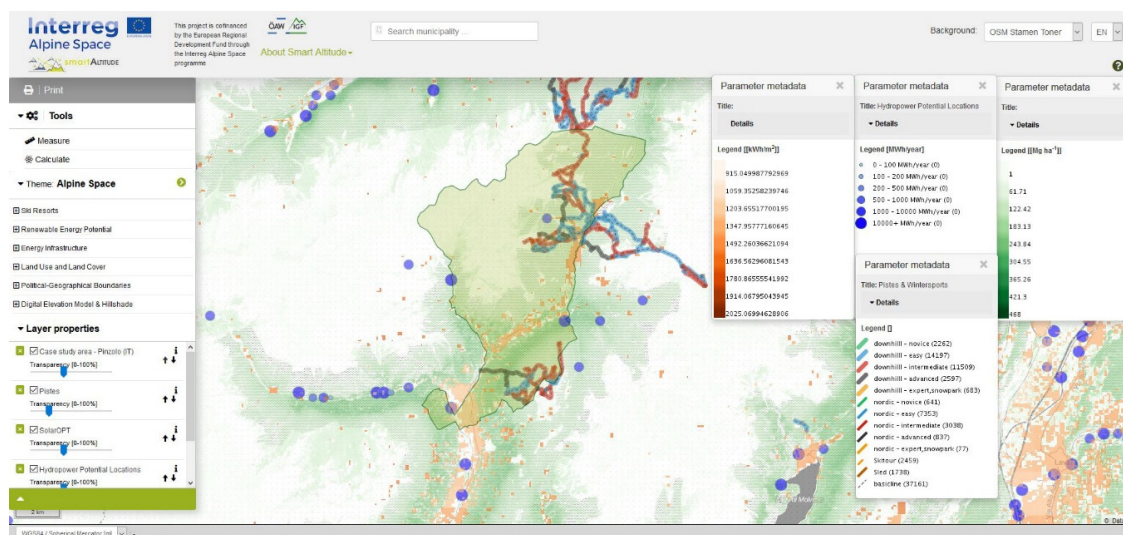 Interreg
Alpine Space
smartALTITUDE
This project is cofinanced
by the European Regional
Development Fund through
the Interreg Alpine Space
programme
ÖAW IGF
About Smart Altitude
Search municipality ...
Background:
OSM Stamen Toner
EN
Print
Tools
Measure
Calculate
Theme: Alpine Space
Ski Resorts
Renewable Energy Potential
Energy Infrastructure
Land Use and Land Cover
Political-Geographical Boundaries
Digital Elevation Model & Hillshade
Layer properties
Case study area - Pinzolo (IT)
Transparency [0-100%]
Pistes
Transparency [0-100%]
SolarOPT
Transparency [0-100%]
Hydropower Potential Locations
Transparency [0-100%]
2 km
Parameter metadata
Title:
Details
Legend [[kWh/m²]]
915.049987792969
1059.35258239746
1203.65517700195
1347.95777160645
1492.26036621094
1636.56296081543
1780.8655541992
1914.06795043945
2025.06994628906
Parameter metadata
Title: Hydropower Potential Locations
Details
Legend [MWh/year]
0 - 100 MWh/year (0)
100 - 200 MWh/year (0)
200 - 500 MWh/year (0)
500 - 1000 MWh/year (0)
1000 - 10000 MWh/year (0)
10000+ MWh/year (0)
Parameter metadata
Title: Pistes & Wintersports
Details
Legend []
downhill - novice (2262)
downhill - easy (14197)
downhill - intermediate (11509)
downhill - advanced (2597)
downhill - expert,snowpark (683)
nordic - novice (641)
nordic - easy (7353)
nordic - intermediate (3038)
nordic - advanced (837)
nordic - expert,snowpark (77)
Skitour (2459)
Sled (1738)
basicline (37161)
Parameter metadata
Title:
Details
Legend [[Mg ha⁻¹]]
1
61.71
122.42
183.13
243.84
304.55
365.26
421.3
468
© Data